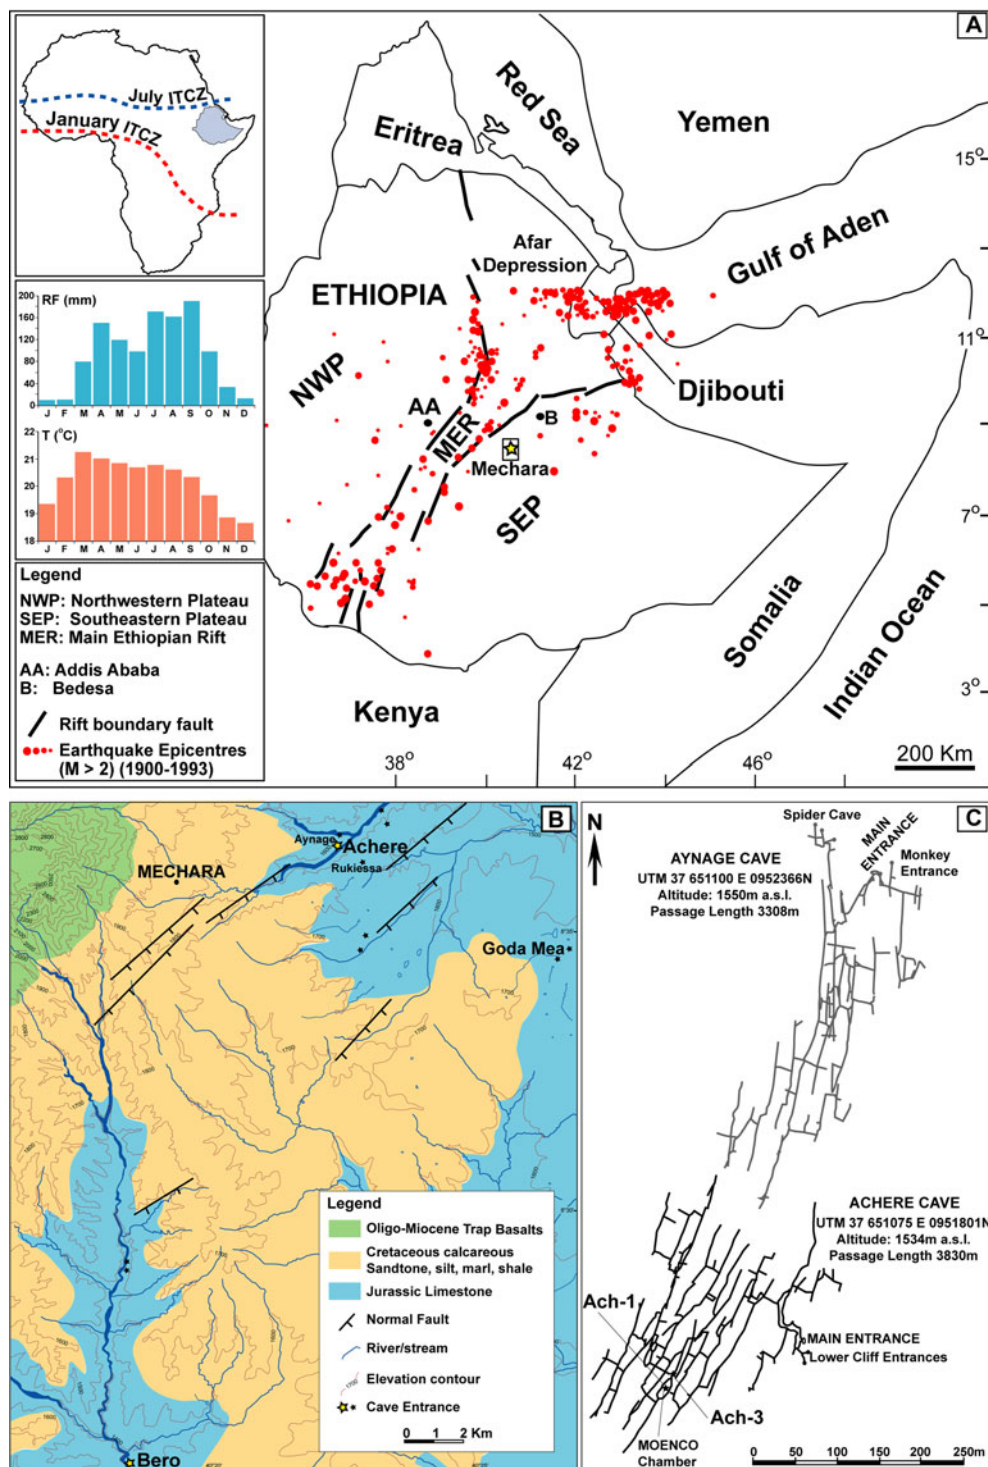 A
July ITCZ
January ITCZ
RF (mm)
200
160
120
80
40
0
J F M A M J J A S O N D
T (°C)
22
21
20
19
18
J F M A M J J A S O N D
Legend
NWP: Northwestern Plateau
SEP: Southeastern Plateau
MER: Main Ethiopian Rift
AA: Addis Ababa
B: Bedesa
Rift boundary fault
Earthquake Epicentres
(M > 2) (1900-1993)
Red Sea
Yemen
Eritrea
15°
Afar
Depression
Gulf of Aden
ETHIOPIA
11°
NWP
Djibouti
AA
MER
B
Mechara
SEP
7°
Somalia
Indian Ocean
3°
Kenya
38°
42°
46°
200 Km
B
Aynage
Achere
Rukiessa
MECHARA
Goda Mea
Bero
Legend
Oligo-Miocene Trap Basalts
Cretaceous calcareous
Sandtone, silt, marl, shale
Jurassic Limestone
Normal Fault
River/stream
Elevation contour
Cave Entrance
0 1 2 Km
C
N
Spider Cave
MAIN
ENTRANCE
Monkey
Entrance
AYNAGE CAVE
UTM 37 651100 E 0952366N
Altitude: 1550m a.s.l.
Passage Length 3308m
ACHERE CAVE
UTM 37 651075 E 0951801N
Altitude: 1534m a.s.l.
Passage Length 3830m
Ach-1
MAIN ENTRANCE
Lower Cliff Entrances
Ach-3
MOENCO
Chamber
0 50 100 150 200 250m